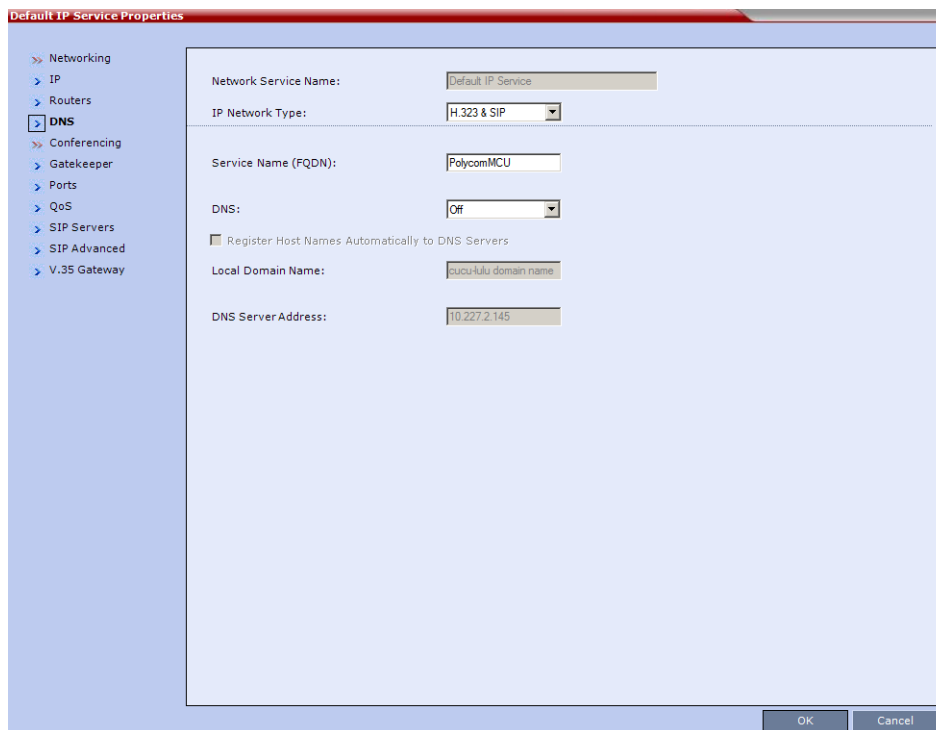 Default IP Service Properties
Networking
IP
Routers
DNS
Conferencing
Gatekeeper
Ports
QoS
SIP Servers
SIP Advanced
V.35 Gateway
Network Service Name: Default IP Service
IP Network Type: H.323 & SIP
Service Name (FQDN): PolycomMCU
DNS: Off
Register Host Names Automatically to DNS Servers
Local Domain Name: cucu-lulu domain name
DNS Server Address: 10.227.2.145
OK Cancel